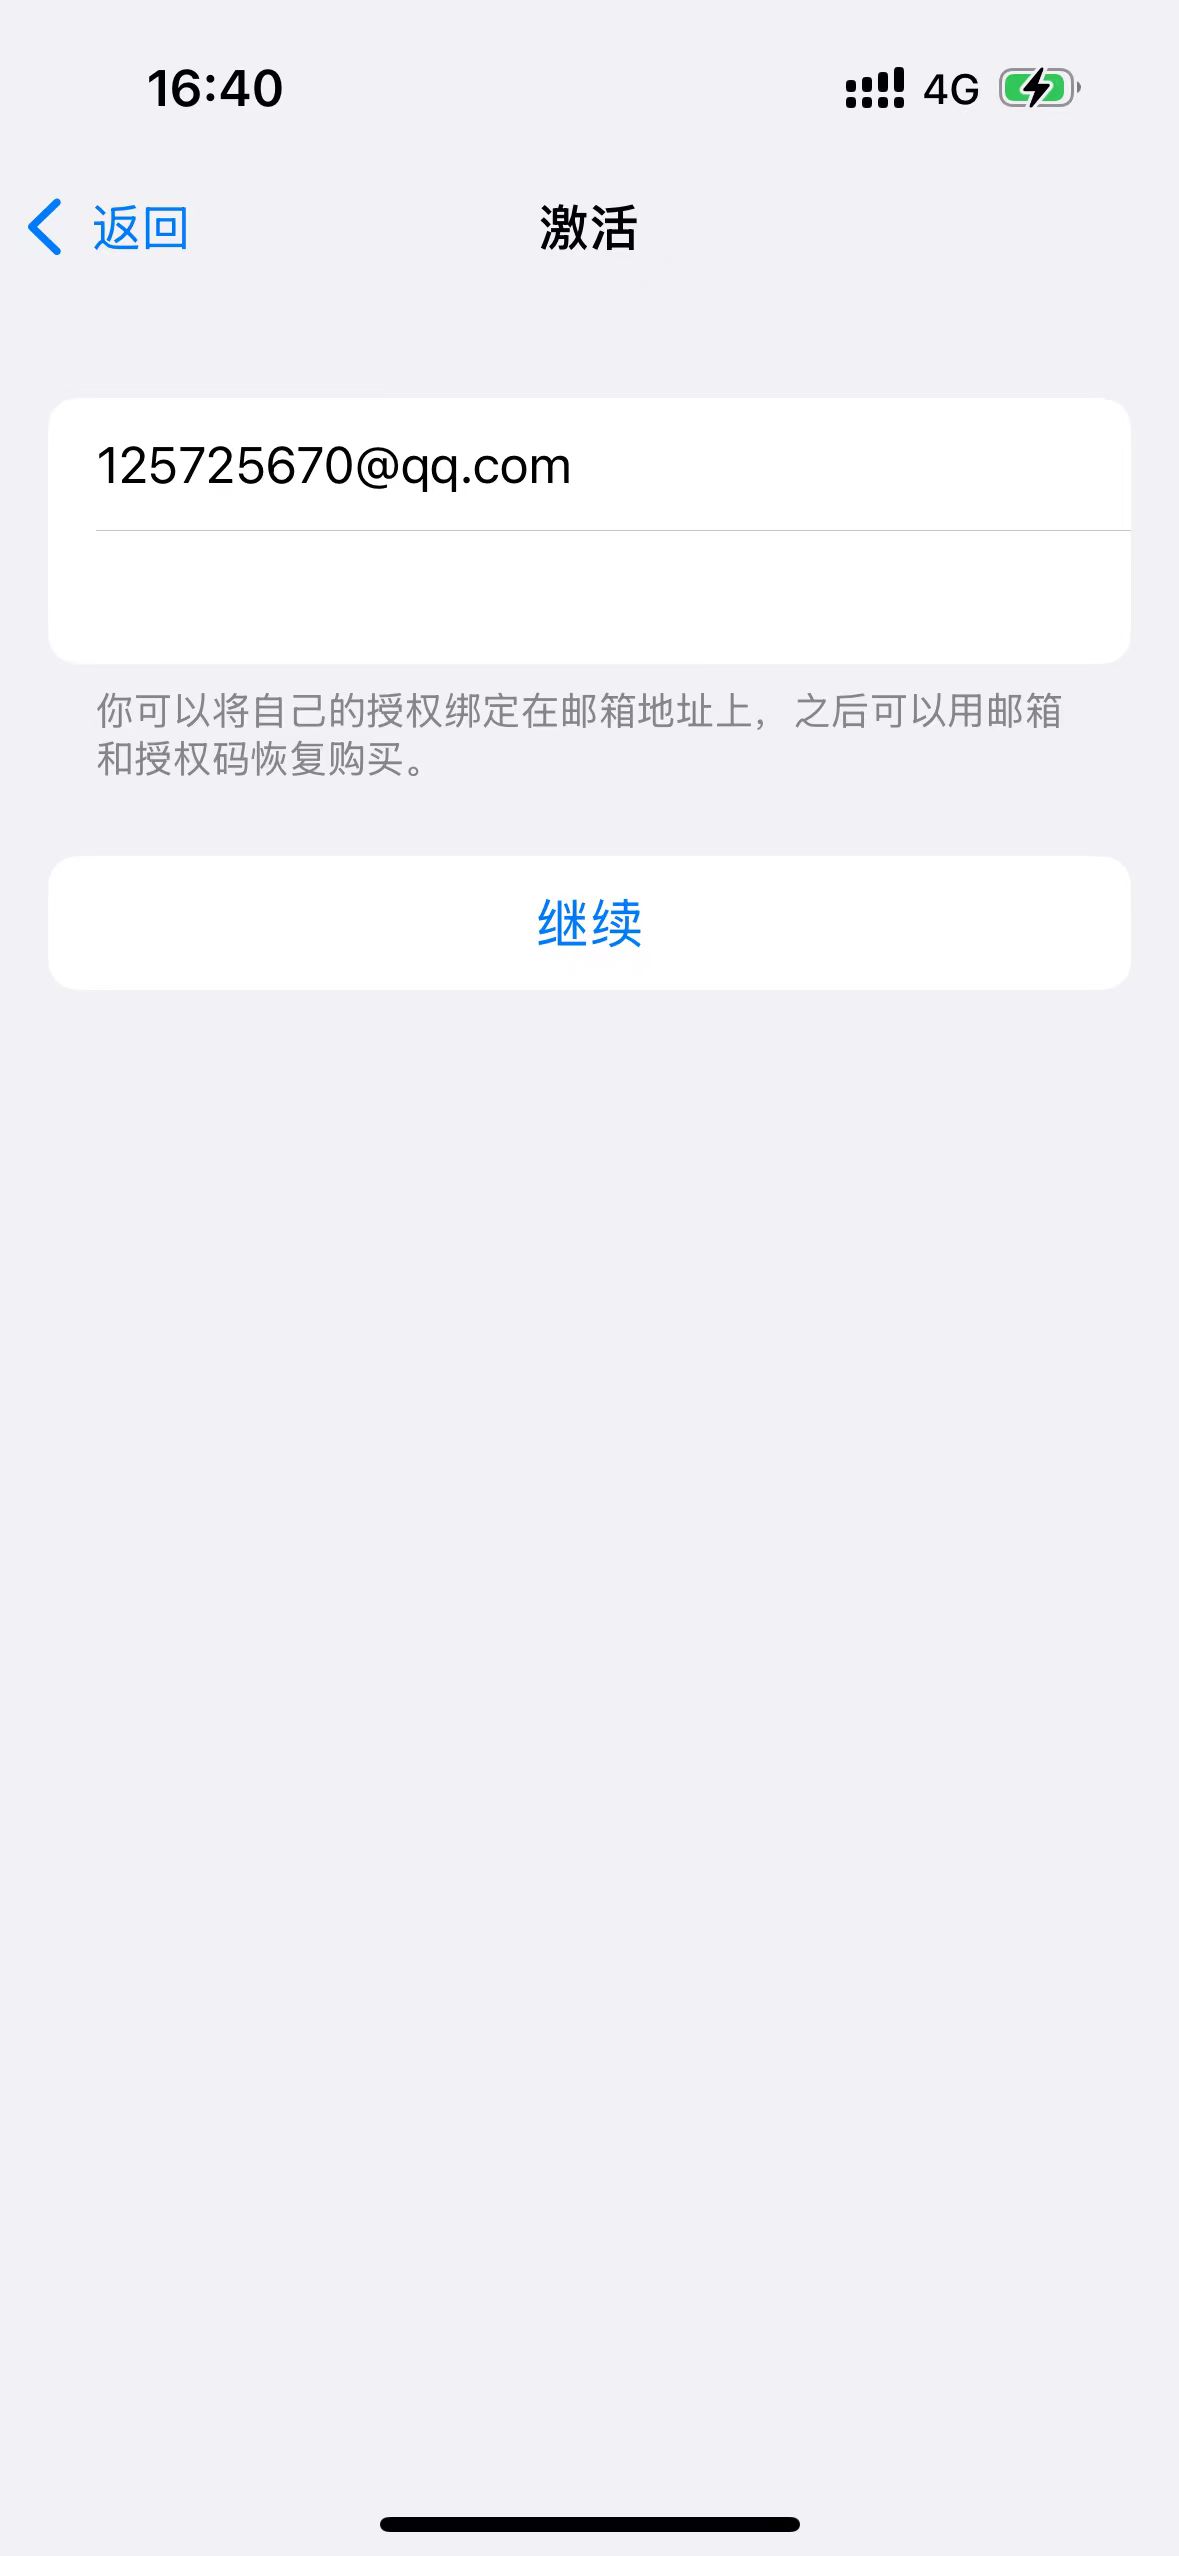 16:40 4G
返回 激活
125725670@qq.com
你可以将自己的授权绑定在邮箱地址上，之后可以用邮箱
和授权码恢复购买。
继续